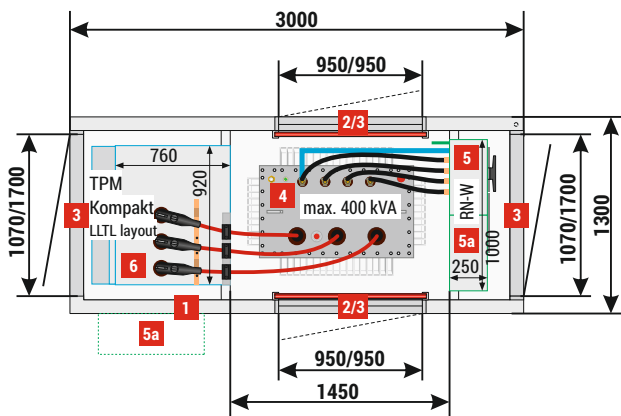 3000
950/950
2/3
1070/1700
3
760
920
TPM
Kompakt
LLTL layout
6
4
max. 400 kVA
5
RN-W
5a
250
1000
3
1070/1700
1300
1
5a
2/3
950/950
1450